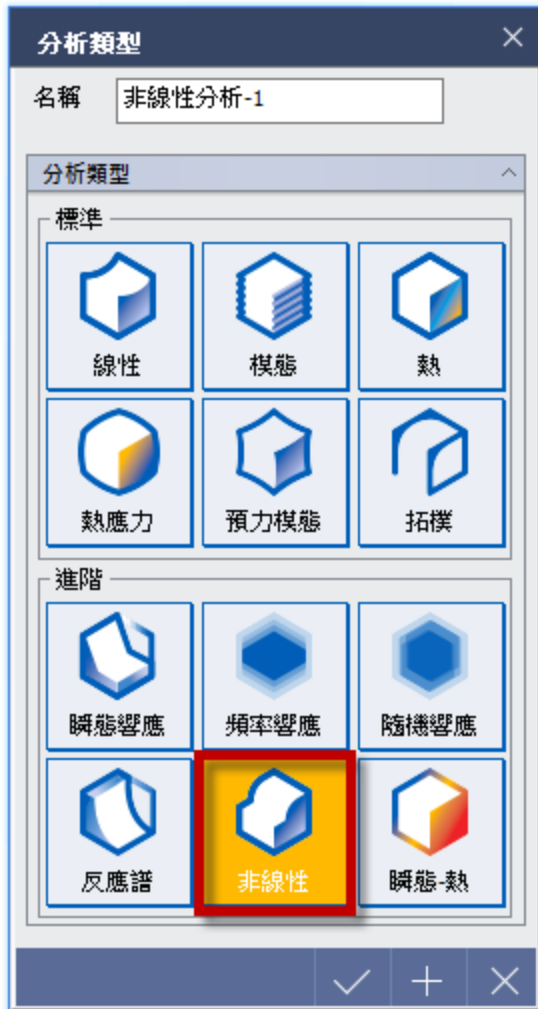 分析類型
名稱 非線性分析-1
分析類型
標準
線性 模態 熱
熱應力 預力模態 拓樸
進階
瞬態響應 頻率響應 隨機響應
反應譜 非線性 瞬態-熱